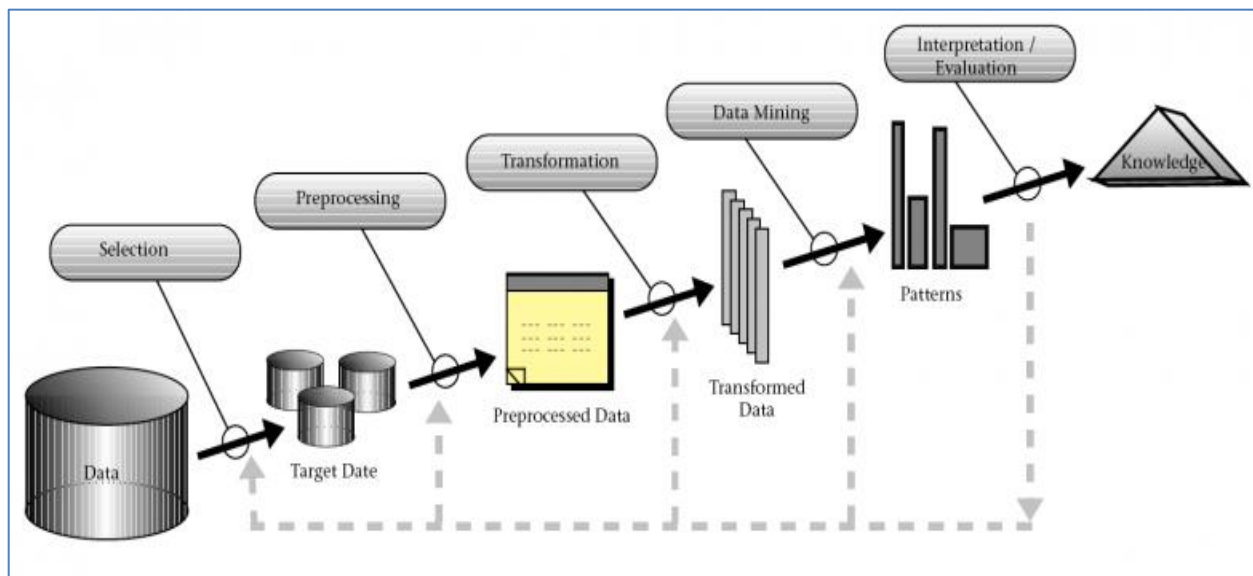 Interpretation /
Evaluation
Data Mining
Transformation
Preprocessing
Selection
Knowledge
Patterns
Transformed
Data
Preprocessed Data
Target Date
Data